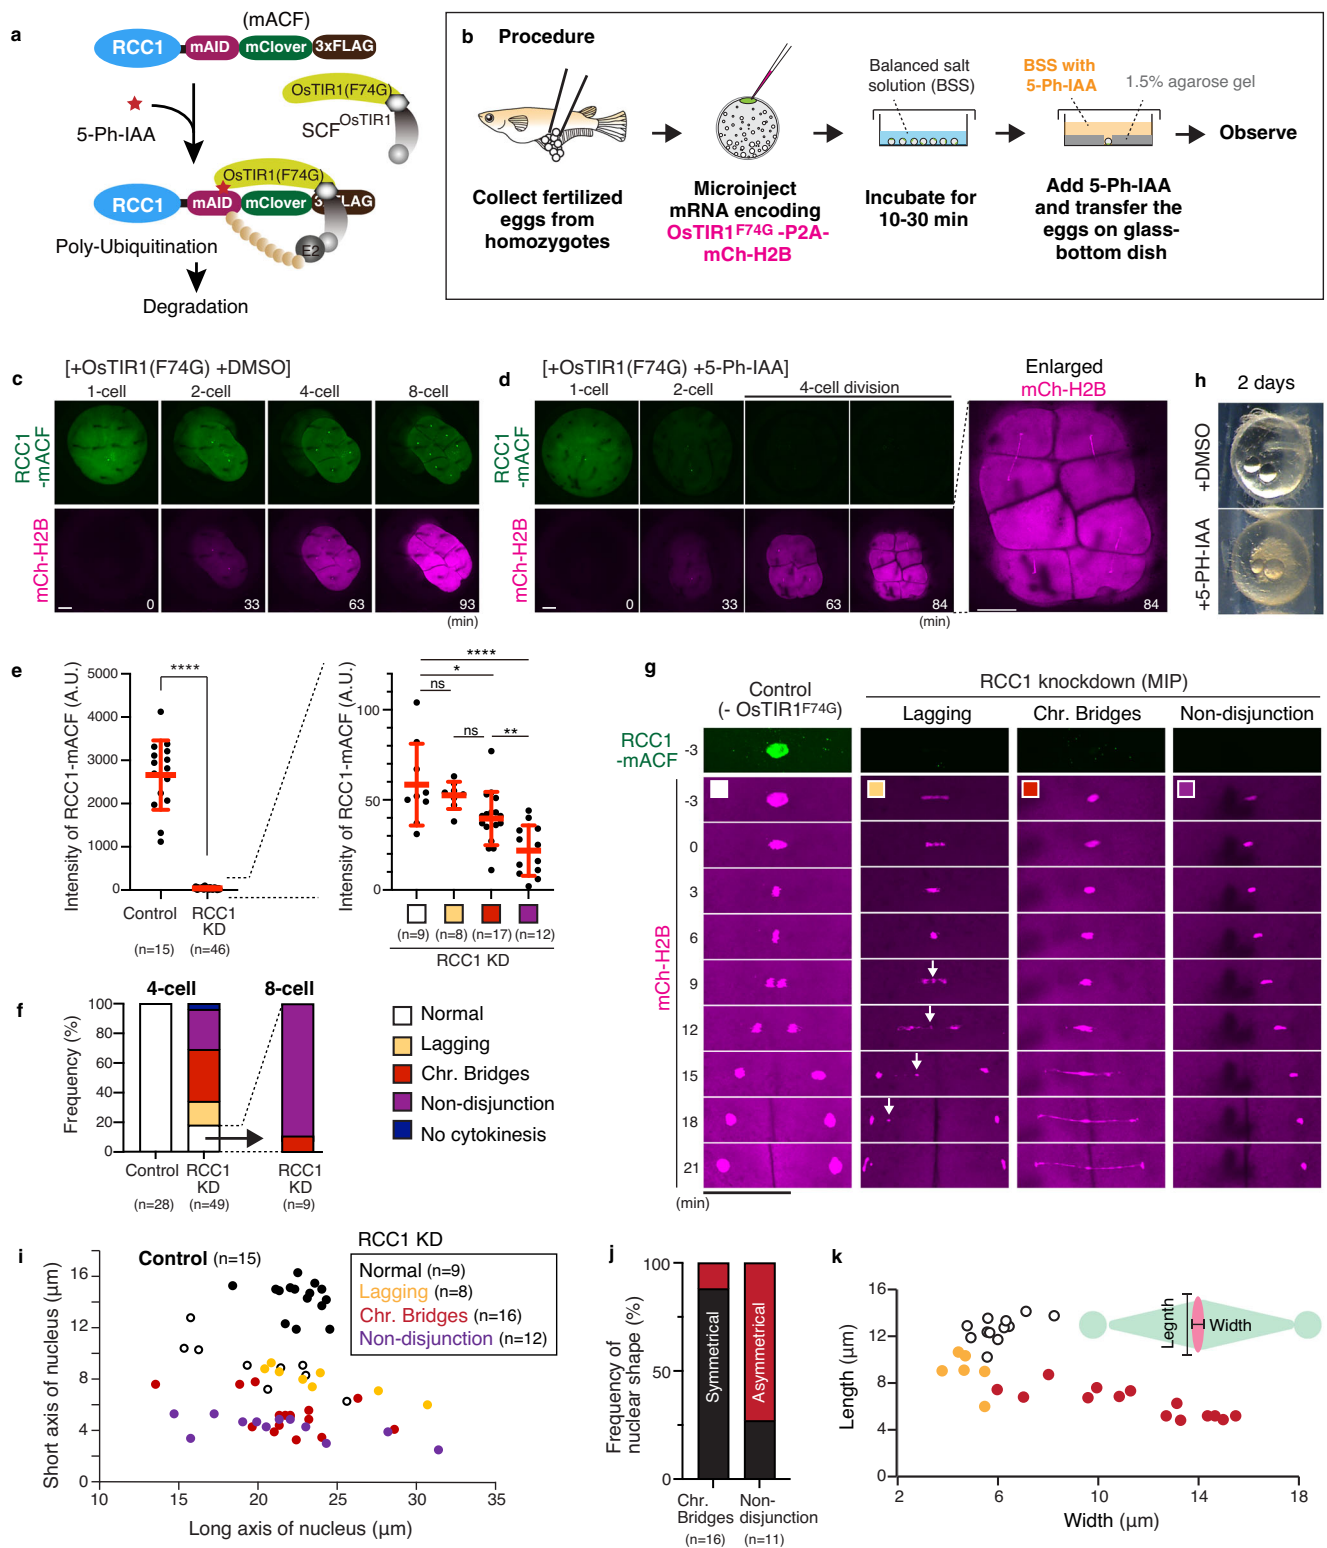 a
(mACF)
RCC1
mAID
mClover
3xFLAG
5-Ph-IAA
OsTIR1(F74G)
SCF^OsTIR1
OsTIR1(F74G)
RCC1
mAID
mClover
E2
Poly-Ubiquitination
Degradation
b
Procedure
Collect fertilized
eggs from
homozygotes
Microinject
mRNA encoding
OsTIR1^F74G -P2A-
mCh-H2B
Balanced salt
solution (BSS)
Incubate for
10-30 min
BSS with
5-Ph-IAA
1.5% agarose gel
Add 5-Ph-IAA
and transfer the
eggs on glass-
bottom dish
Observe
c
[+OsTIR1(F74G) +DMSO]
1-cell 2-cell 4-cell 8-cell
RCC1
-mACF
mCh-H2B
0 33 63 93
(min)
d
[+OsTIR1(F74G) +5-Ph-IAA]
1-cell 2-cell 4-cell division
RCC1
-mACF
mCh-H2B
0 33 63 84
(min)
Enlarged
mCh-H2B
84
h
2 days
+DMSO
+5-PH-IAA
e
Intensity of RCC1-mACF (A.U.)
5000
4000
3000
2000
1000
0
****
Control
RCC1
KD
(n=15) (n=46)
Intensity of RCC1-mACF (A.U.)
100
50
0
****
*
ns
ns
**
(n=9) (n=8) (n=17) (n=12)
RCC1 KD
f
4-cell 8-cell
Frequency (%)
100
80
60
40
20
0
Control
RCC1
KD
RCC1
KD
(n=28) (n=49) (n=9)
Normal
Lagging
Chr. Bridges
Non-disjunction
No cytokinesis
g
Control
(- OsTIR1^F74G)
RCC1 knockdown (MIP)
Lagging Chr. Bridges Non-disjunction
RCC1
-mACF
-3
mCh-H2B
-3
0
3
6
9
12
15
18
21
(min)
i
Control (n=15)
RCC1 KD
Normal (n=9)
Lagging (n=8)
Chr. Bridges (n=16)
Non-disjunction (n=12)
Short axis of nucleus (µm)
16
12
8
4
0
10 15 20 25 30 35
Long axis of nucleus (µm)
j
Frequency of
nuclear shape (%)
100
50
0
Symmetrical
Asymmetrical
Chr.
Bridges
Non-
disjunction
(n=16) (n=11)
k
Length (µm)
16
12
8
4
0
2 6 10 14 18
Width (µm)
Legnth
Width